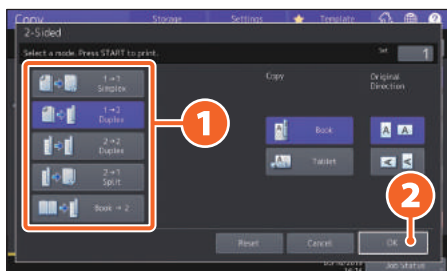 Copy Storage Settings Template
2-Sided
Select a mode. Press START to print.
Set 1
1→1
Simplex
1→2
Duplex
2→2
Duplex
2→1
Split
Book → 2
1
Copy
Book
Tablet
Original
Direction
A A
A A
2
Reset Cancel OK
Job Status